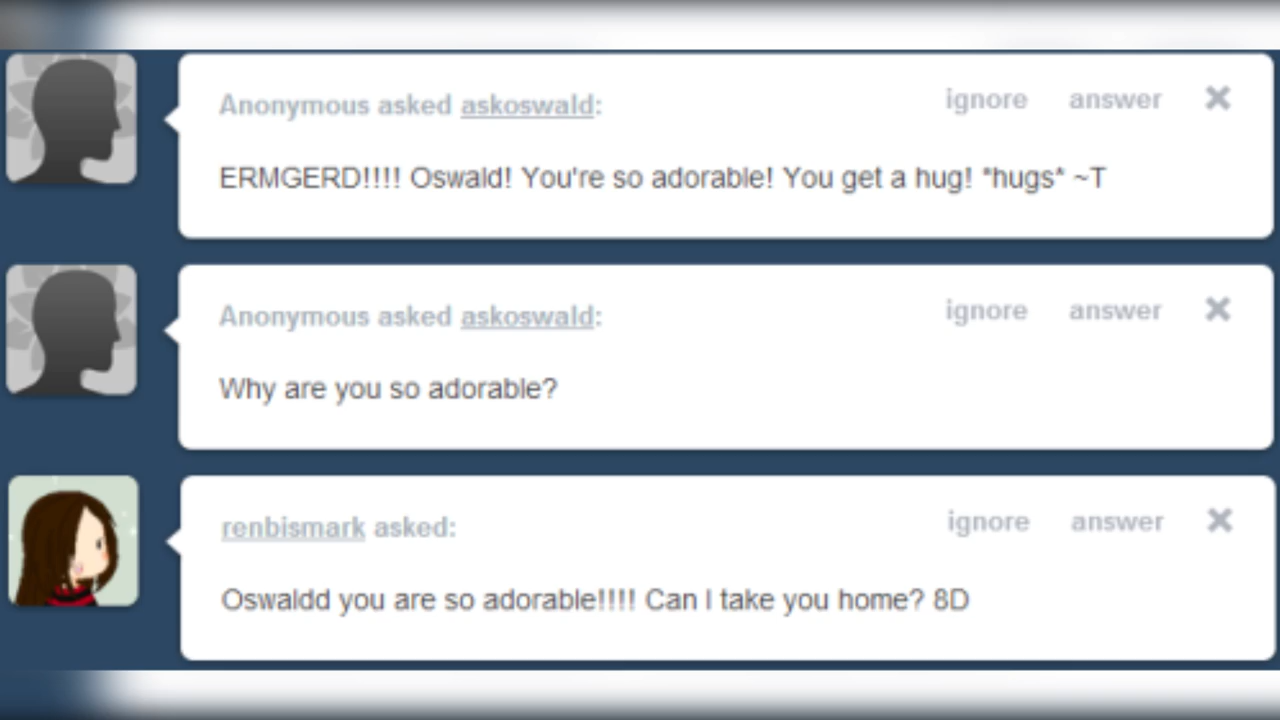 Anonymous asked askoswald:
ignore answer ×
ERMGERD!!!! Oswald! You're so adorable! You get a hug! *hugs* ~T
Anonymous asked askoswald:
ignore answer ×
Why are you so adorable?
renbismark asked:
ignore answer ×
Oswaldd you are so adorable!!!! Can I take you home? 8D